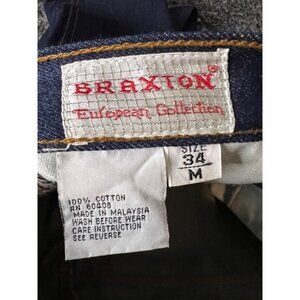 BRAXTON®
European Collection
SIZE
34
M
100% COTTON
RN 60408
MADE IN MALAYSIA
WASH BEFORE WEAR
CARE INSTRUCTION
SEE REVERSE